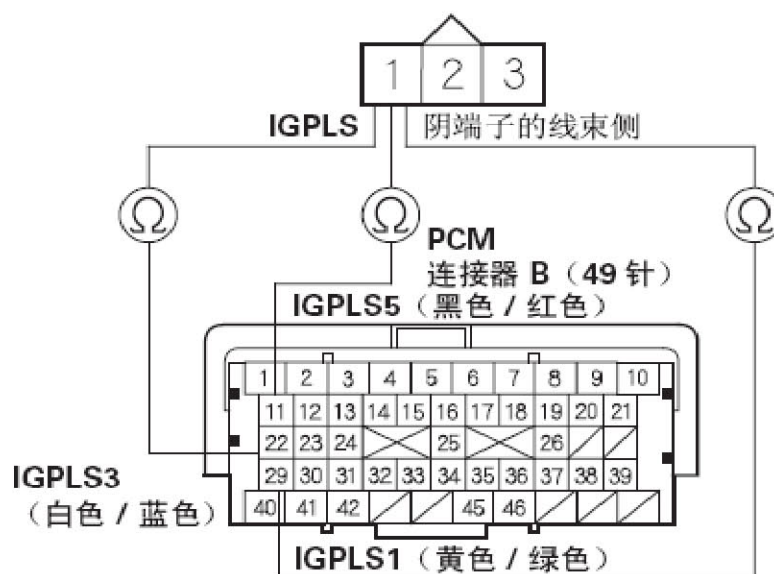 1 2 3
IGPLS 阴端子的线束侧
Ω Ω Ω
PCM
连接器 B（49 针）
IGPLS5（黑色 / 红色）
1 2 3 4 5 6 7 8 9 10
11 12 13 14 15 16 17 18 19 20 21
22 23 24 25 26
IGPLS3
29 30 31 32 33 34 35 36 37 38 39
（白色 / 蓝色）
40 41 42 45 46
IGPLS1（黄色 / 绿色）